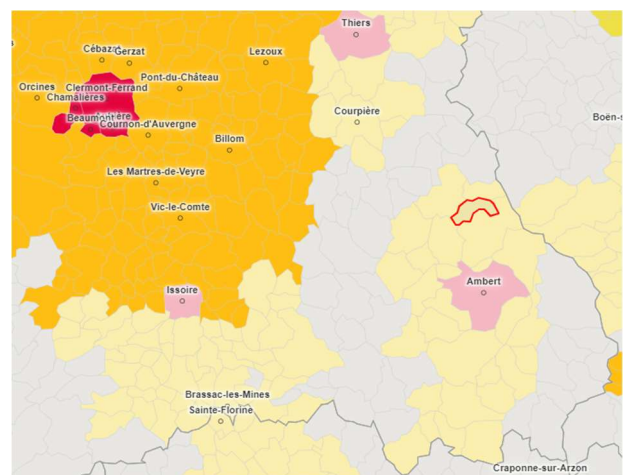 Thiers
Cébazat
Gerzat
Lezoux
Pont-du-Château
Orcines
Clermont-Ferrand
Chamalières
Courpière
Boën-s
Beaumont
Cournon-d'Auvergne
Billom
Les Martres-de-Veyre
Vic-le-Comte
Ambert
Issoire
Brassac-les-Mines
Sainte-Florine
Craponne-sur-Arzon